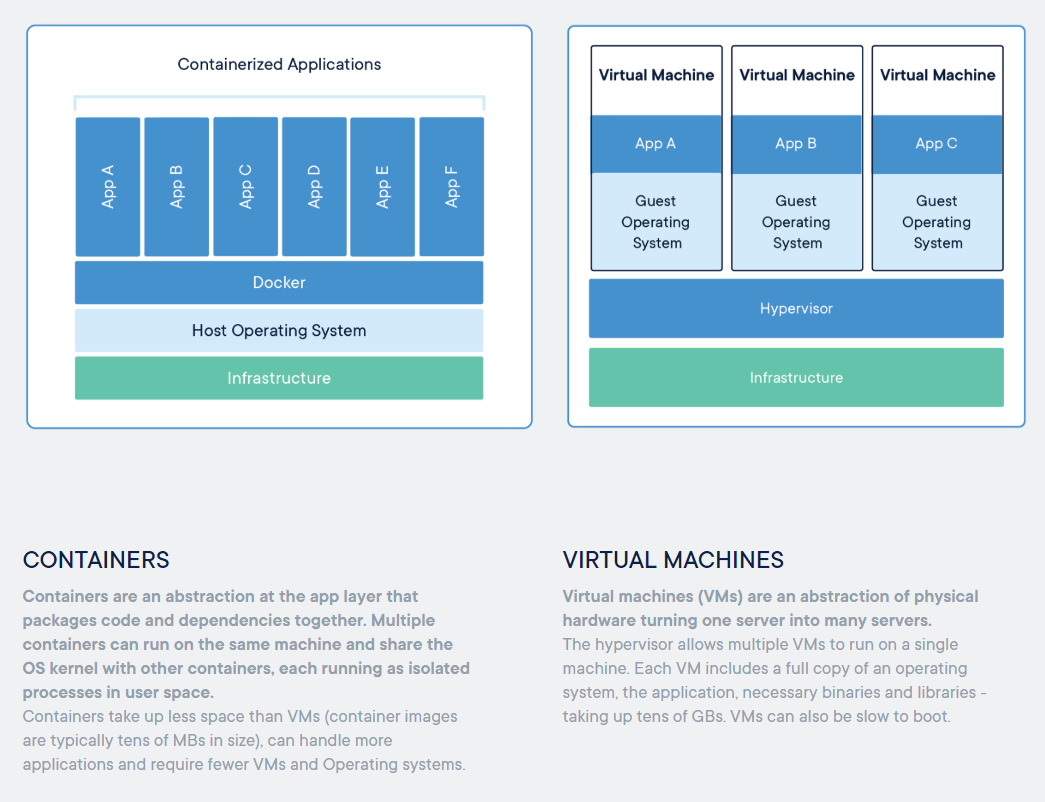 Containerized Applications
App A
App B
App C
App D
App E
App F
Docker
Host Operating System
Infrastructure
Virtual Machine
App A
Guest
Operating
System
Virtual Machine
App B
Guest
Operating
System
Virtual Machine
App C
Guest
Operating
System
Hypervisor
Infrastructure
CONTAINERS
Containers are an abstraction at the app layer that
packages code and dependencies together. Multiple
containers can run on the same machine and share the
OS kernel with other containers, each running as isolated
processes in user space.
Containers take up less space than VMs (container images
are typically tens of MBs in size), can handle more
applications and require fewer VMs and Operating systems.
VIRTUAL MACHINES
Virtual machines (VMs) are an abstraction of physical
hardware turning one server into many servers.
The hypervisor allows multiple VMs to run on a single
machine. Each VM includes a full copy of an operating
system, the application, necessary binaries and libraries -
taking up tens of GBs. VMs can also be slow to boot.